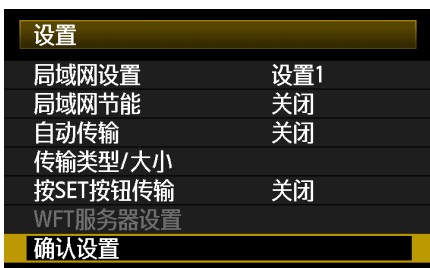 设置
局域网设置 设置1
局域网节能 关闭
自动传输 关闭
传输类型/大小
按SET按钮传输 关闭
WFT服务器设置
确认设置